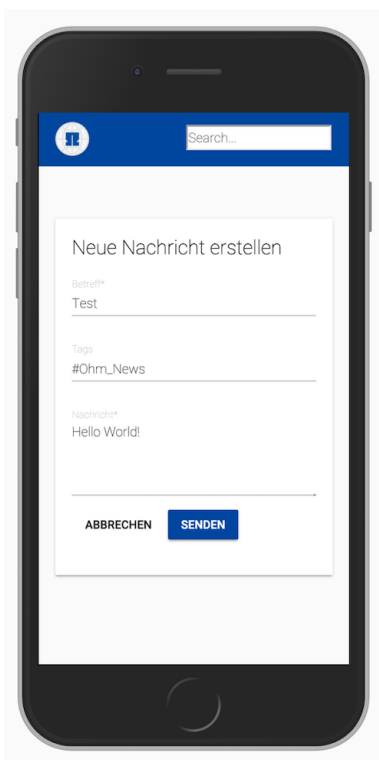 Search...
Neue Nachricht erstellen
Betreff*
Test
Tags
#Ohm_News
Nachricht*
Hello World!
ABBRECHEN SENDEN